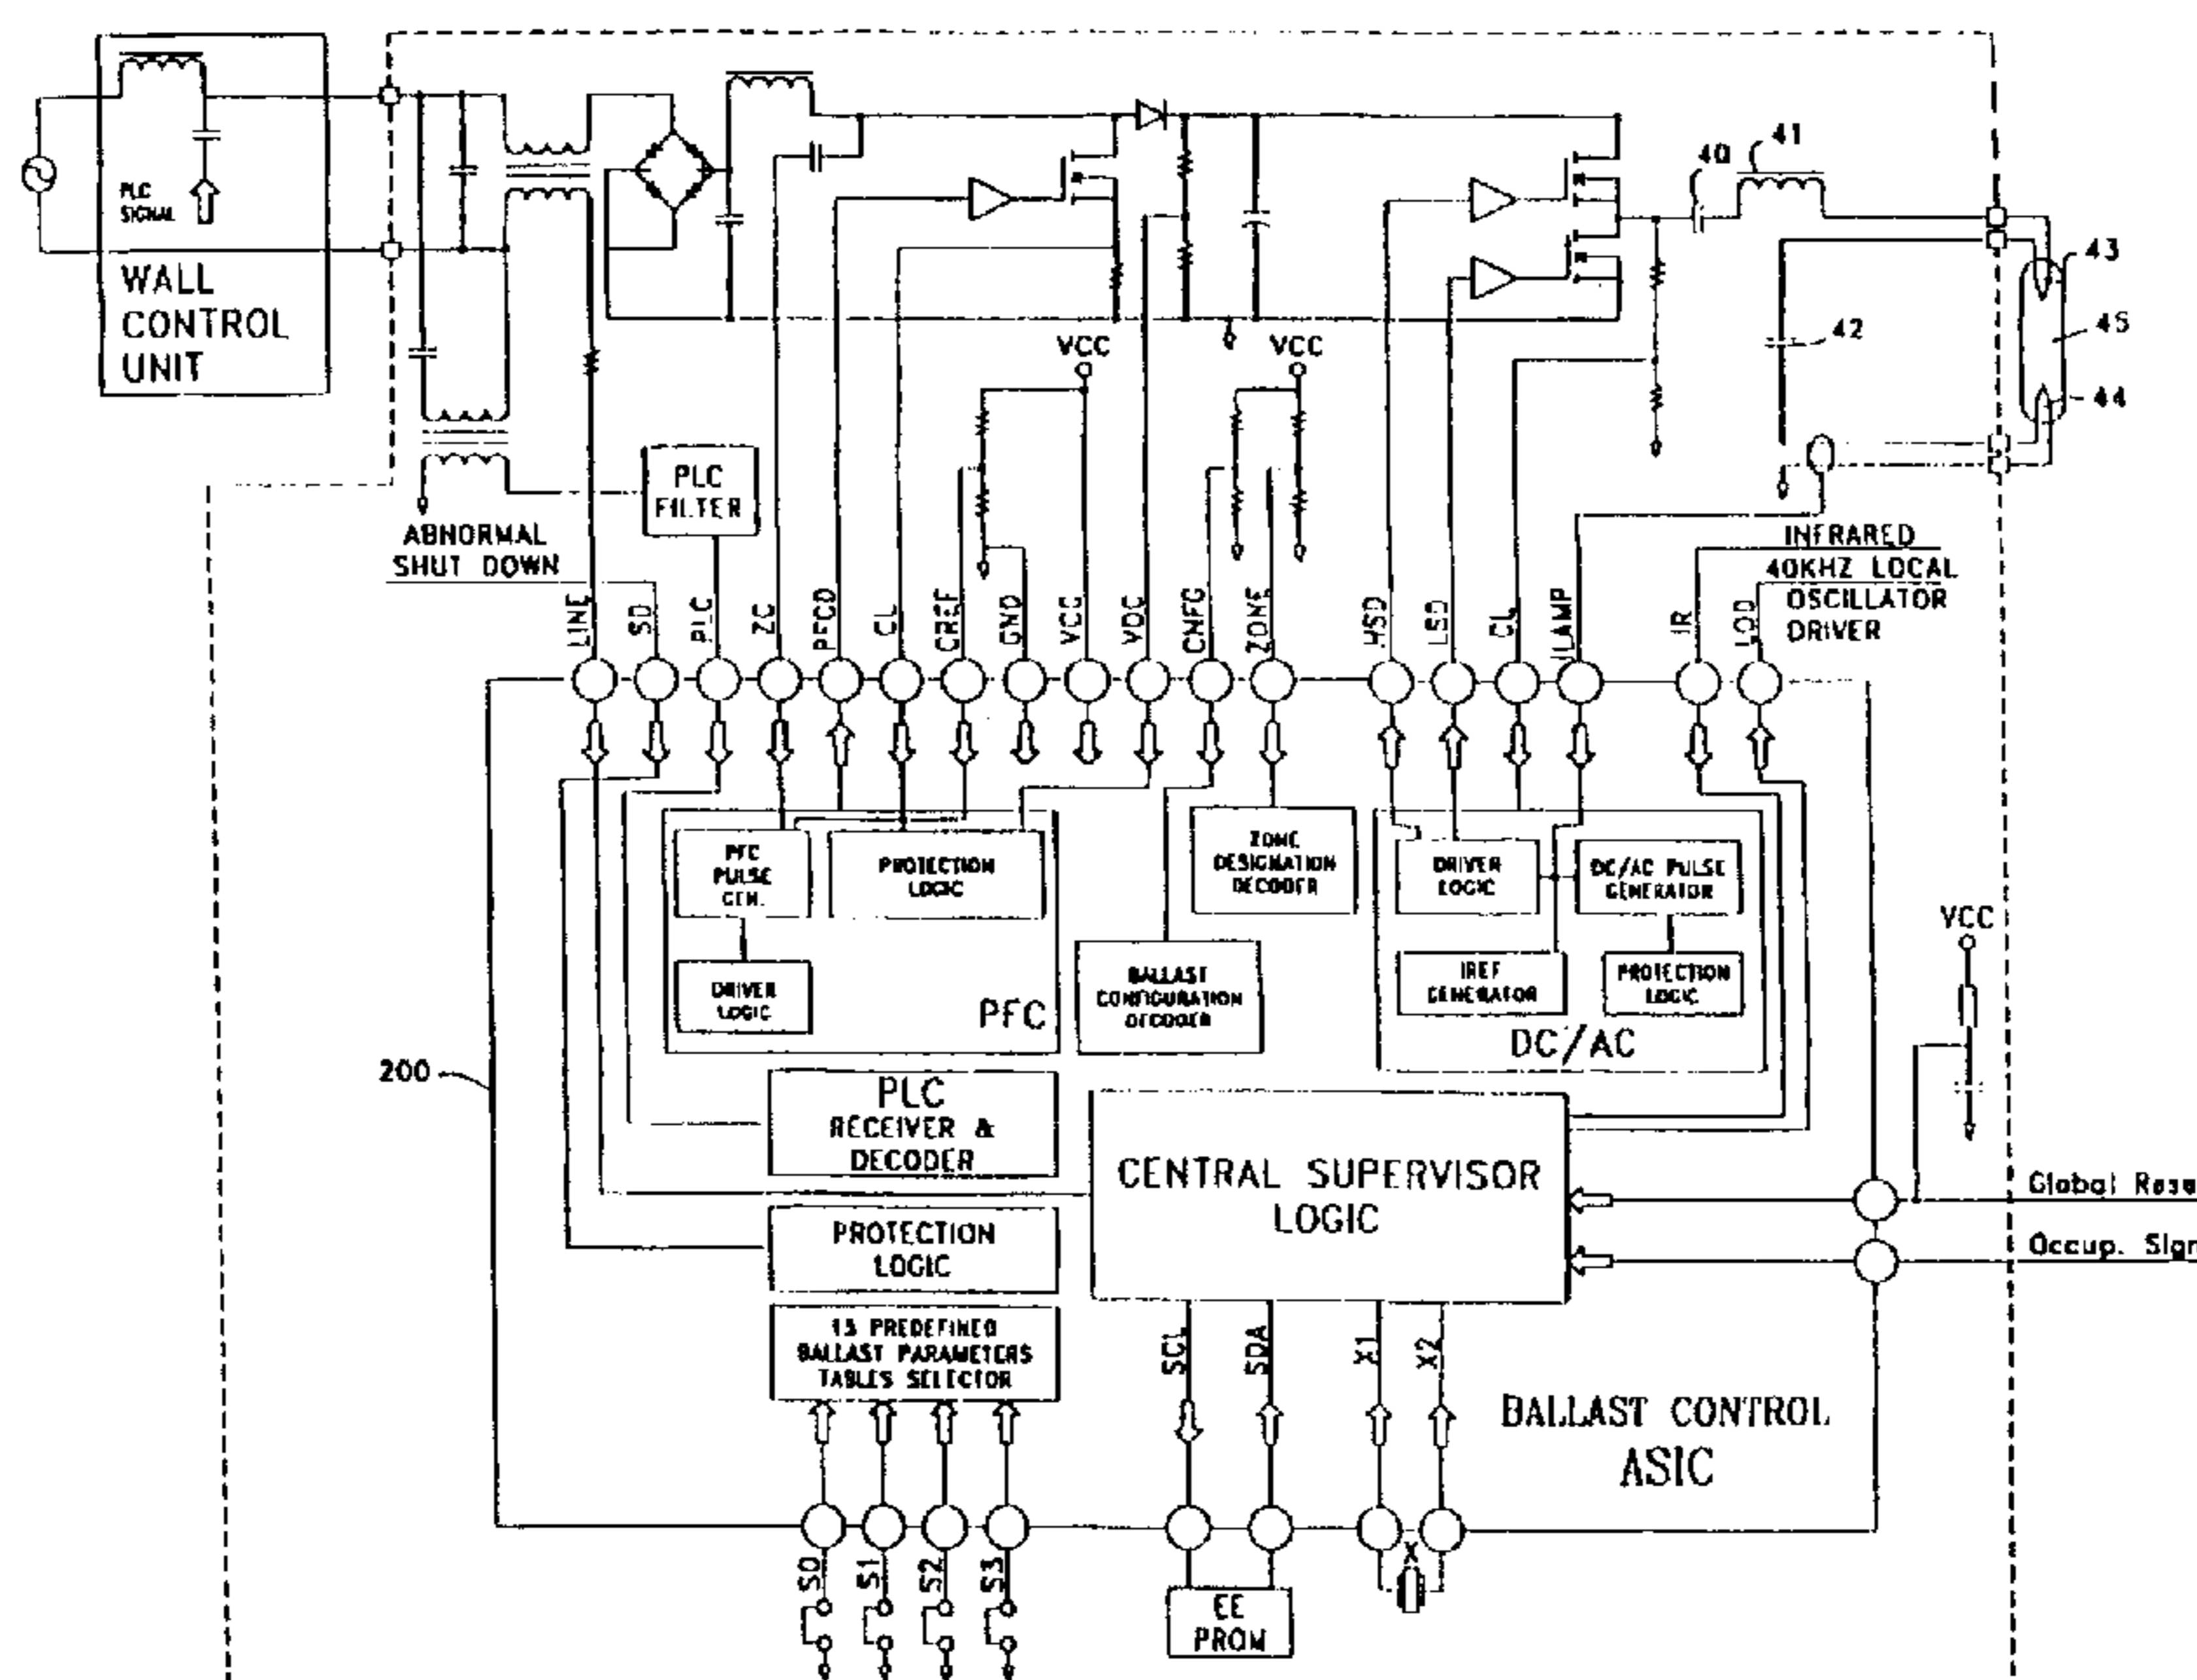 PLC
SIGNAL
WALL
CONTROL
UNIT
40
41
43
45
42
44
VCC
VCC
PLC
FILTER
ABNORMAL
SHUT DOWN
INFRARED
40KHZ LOCAL
OSCILLATOR
DRIVER
LINE
SD
PLC
ZC
PFCD
CL
CREF
GND
VCC
VDC
CNFG
ZONE
HSD
LSD
CL
ILAMP
IR
LOD
PFC
PULSE
GEN.
PROTECTION
LOGIC
DRIVER
LOGIC
PFC
ZONE
DESIGNATION
DECODER
BALLAST
CONFIGURATION
DECODER
DRIVER
LOGIC
DC/AC PULSE
GENERATOR
IREF
GENERATOR
PROTECTION
LOGIC
DC/AC
VCC
200
PLC
RECEIVER &
DECODER
CENTRAL SUPERVISOR
LOGIC
PROTECTION
LOGIC
15 PREDEFINED
BALLAST PARAMETERS
TABLES SELECTOR
Global Rese
Occup. Sign
SCL
SDA
X1
X2
BALLAST CONTROL
ASIC
S0
S1
S2
S3
X
EE
PROM